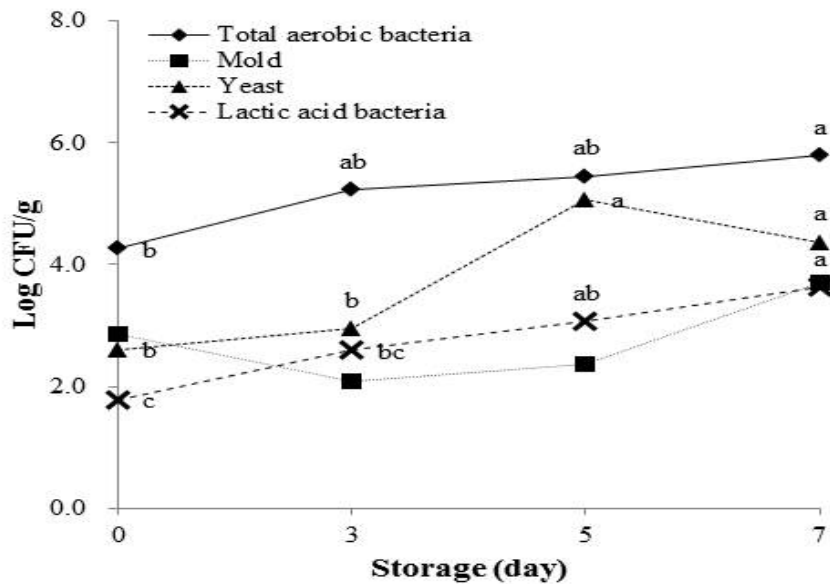 8.0
Total aerobic bacteria
Mold
Yeast
Lactic acid bacteria
6.0
ab
ab
a
b
a
a
4.0
a
b
ab
b
bc
2.0
c
0.0
0
3
5
7
Log CFU/g
Storage (day)